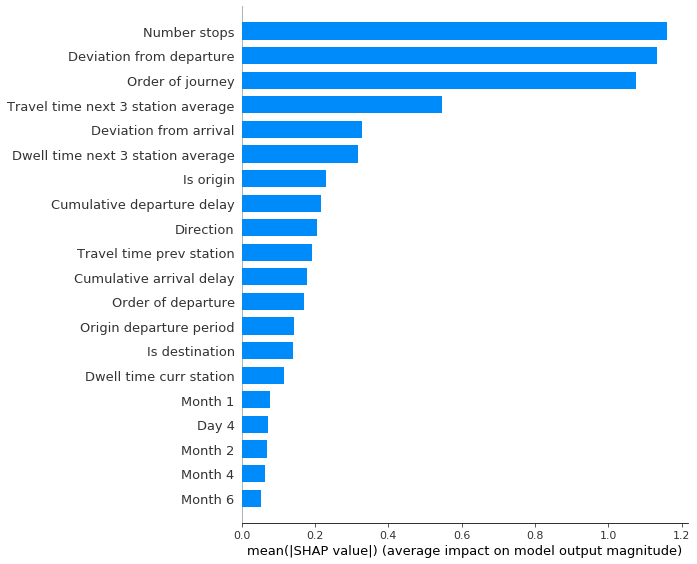 Number stops
Deviation from departure
Order of journey
Travel time next 3 station average
Deviation from arrival
Dwell time next 3 station average
Is origin
Cumulative departure delay
Direction
Travel time prev station
Cumulative arrival delay
Order of departure
Origin departure period
Is destination
Dwell time curr station
Month 1
Day 4
Month 2
Month 4
Month 6
0.0 0.2 0.4 0.6 0.8 1.0 1.2
mean(|SHAP value|) (average impact on model output magnitude)